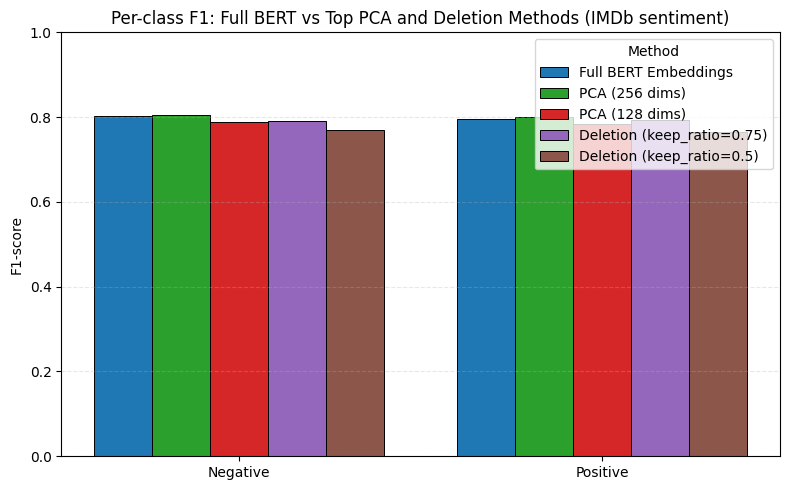 Per-class F1: Full BERT vs Top PCA and Deletion Methods (IMDb sentiment)
Method
Full BERT Embeddings
PCA (256 dims)
PCA (128 dims)
Deletion (keep_ratio=0.75)
Deletion (keep_ratio=0.5)
F1-score
1.0
0.8
0.6
0.4
0.2
0.0
Negative
Positive